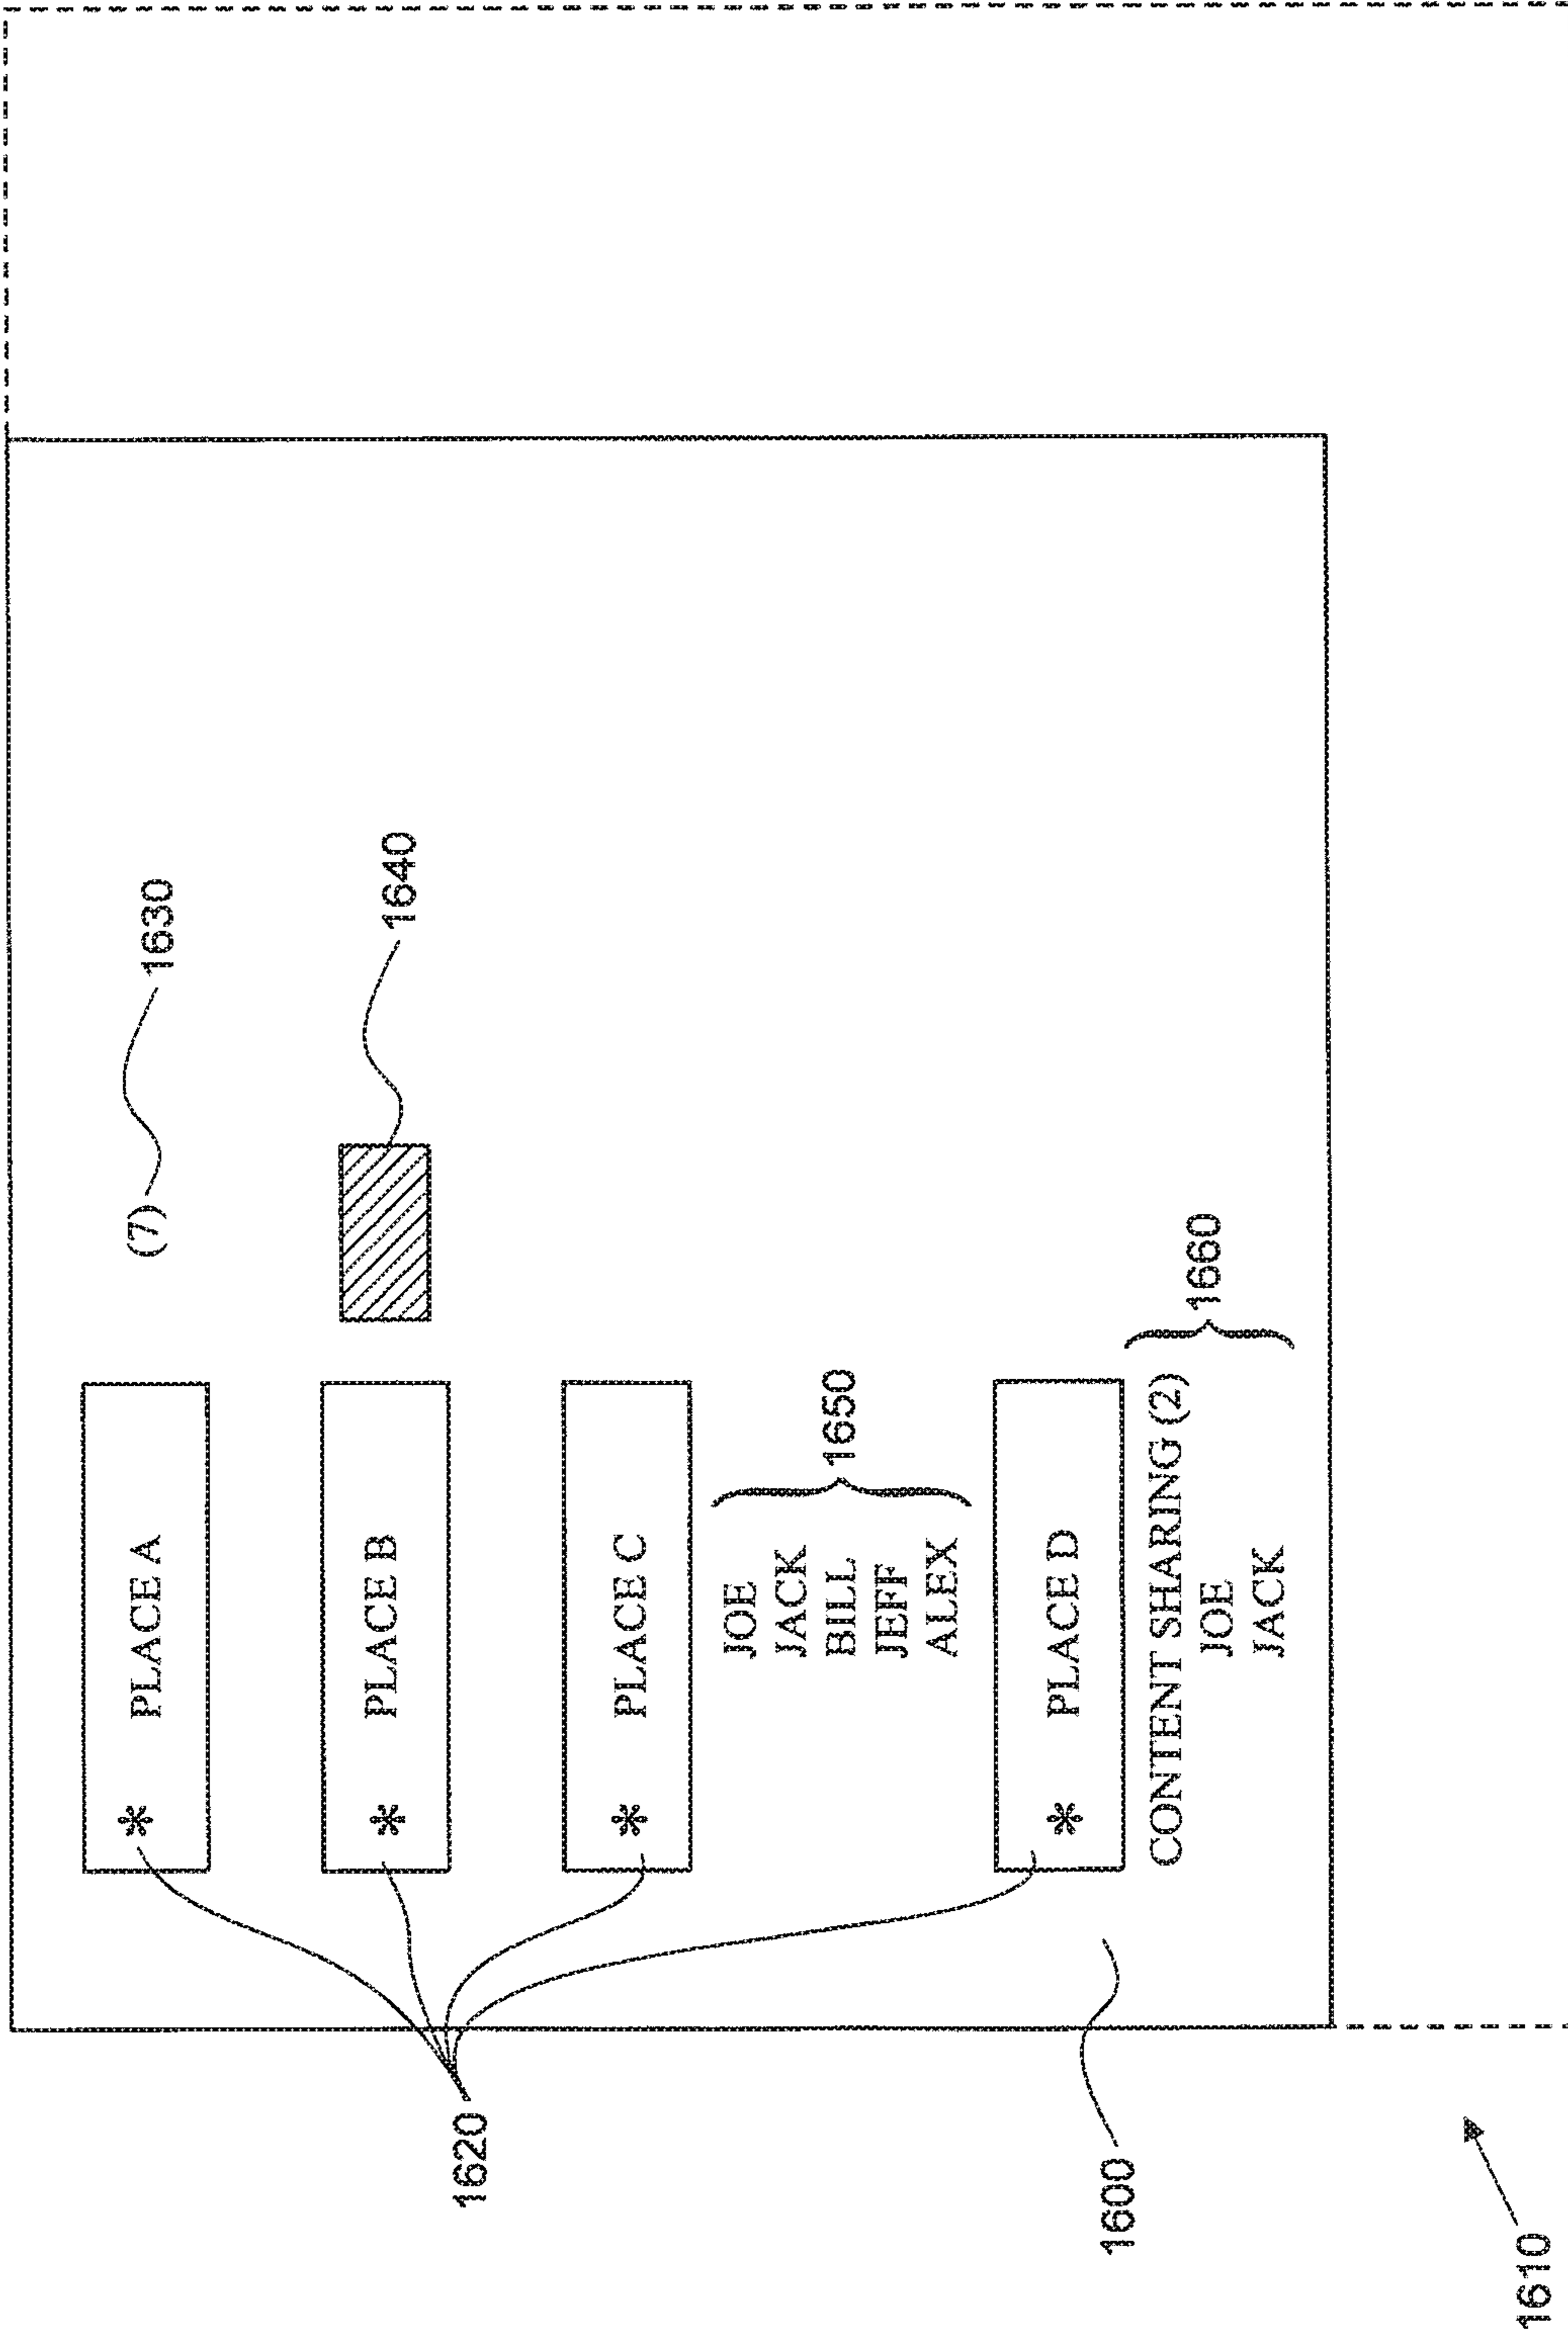 * PLACE A
(7)
1630
* PLACE B
1640
1620
* PLACE C
JOE
JACK
BILL
JEFF
ALEX
1650
* PLACE D
CONTENT SHARING (2)
JOE
JACK
1660
1600
1610